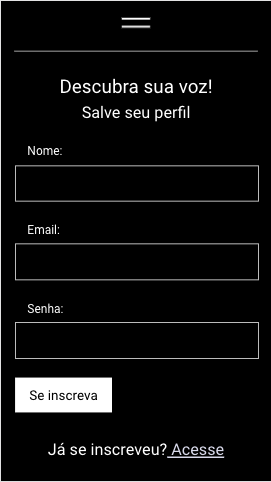 Descubra sua voz!
Salve seu perfil
Nome:
Email:
Senha:
Se inscreva
Já se inscreveu? Acesse